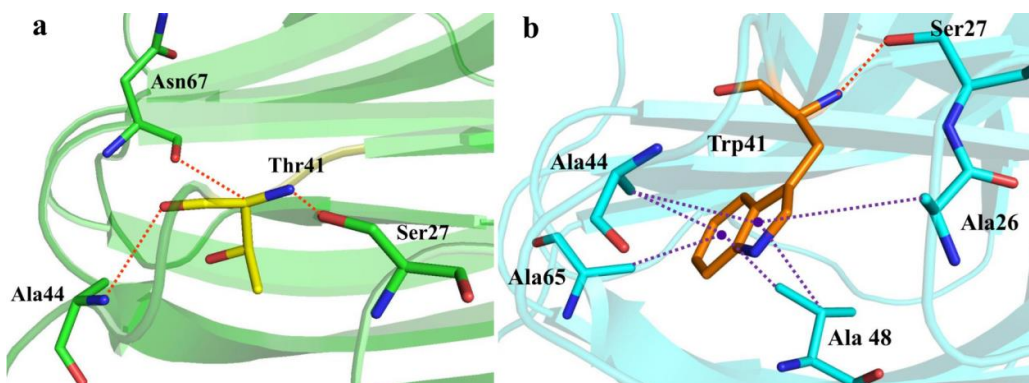 a
Asn67
Thr41
Ser27
Ala44
b
Ser27
Trp41
Ala44
Ala26
Ala65
Ala 48